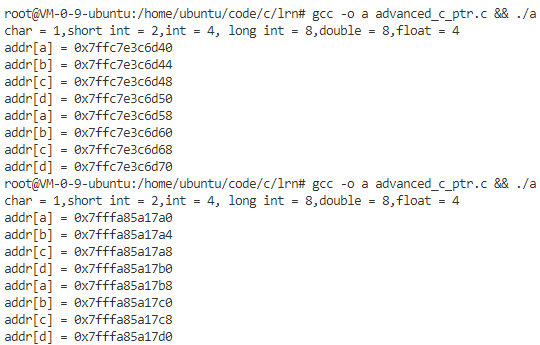 root@VM-0-9-ubuntu:/home/ubuntu/code/c/lrn# gcc -o a advanced_c_ptr.c && ./a
char = 1,short int = 2,int = 4, long int = 8,double = 8,float = 4
addr[a] = 0x7ffc7e3c6d40
addr[b] = 0x7ffc7e3c6d44
addr[c] = 0x7ffc7e3c6d48
addr[d] = 0x7ffc7e3c6d50
addr[a] = 0x7ffc7e3c6d58
addr[b] = 0x7ffc7e3c6d60
addr[c] = 0x7ffc7e3c6d68
addr[d] = 0x7ffc7e3c6d70
root@VM-0-9-ubuntu:/home/ubuntu/code/c/lrn# gcc -o a advanced_c_ptr.c && ./a
char = 1,short int = 2,int = 4, long int = 8,double = 8,float = 4
addr[a] = 0x7fffa85a17a0
addr[b] = 0x7fffa85a17a4
addr[c] = 0x7fffa85a17a8
addr[d] = 0x7fffa85a17b0
addr[a] = 0x7fffa85a17b8
addr[b] = 0x7fffa85a17c0
addr[c] = 0x7fffa85a17c8
addr[d] = 0x7fffa85a17d0